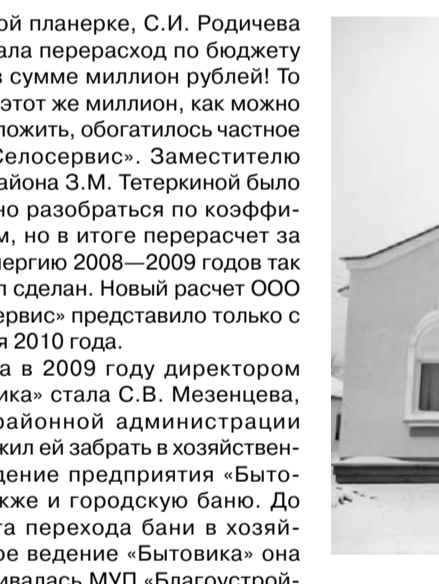 ой планерке, С.И. Родичева
ала перерасход по бюджету
в сумме миллион рублей! То
этот же миллион, как можно
ложить, обогатилось частное
Селосервис». Заместителю
айона З.М. Тетеркиной было
но разобраться по коэффи-
м, но в итоге перерасчет за
нергию 2008—2009 годов так
л сделан. Новый расчет ООО
ервис» представило только с
я 2010 года.
а в 2009 году директором
ика» стала С.В. Мезенцева,
районной администрации
жил ей забрать в хозяйствен-
дение предприятия «Быто-
кже и городскую баню. До
та перехода бани в хозяй-
ое ведение «Бытовика» она
ивалась МУП «Благоустрой-